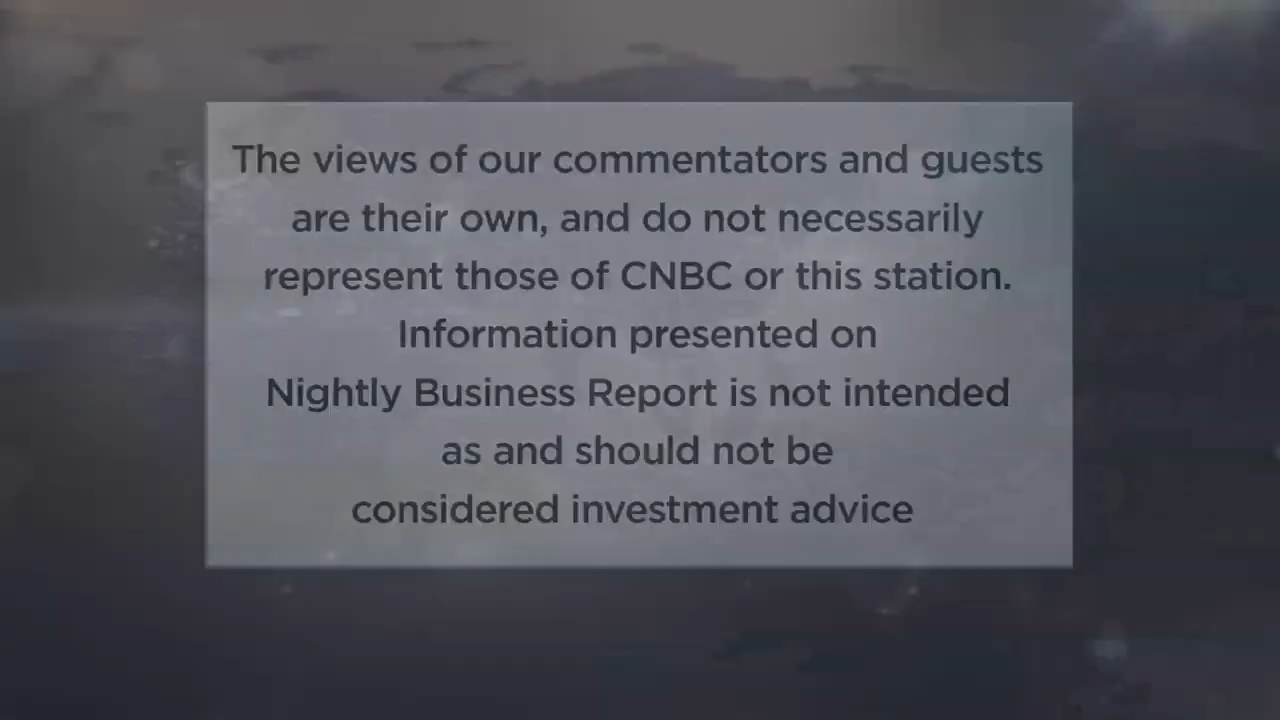 The views of our commentators and guests
are their own, and do not necessarily
represent those of CNBC or this station.
Information presented on
Nightly Business Report is not intended
as and should not be
considered investment advice